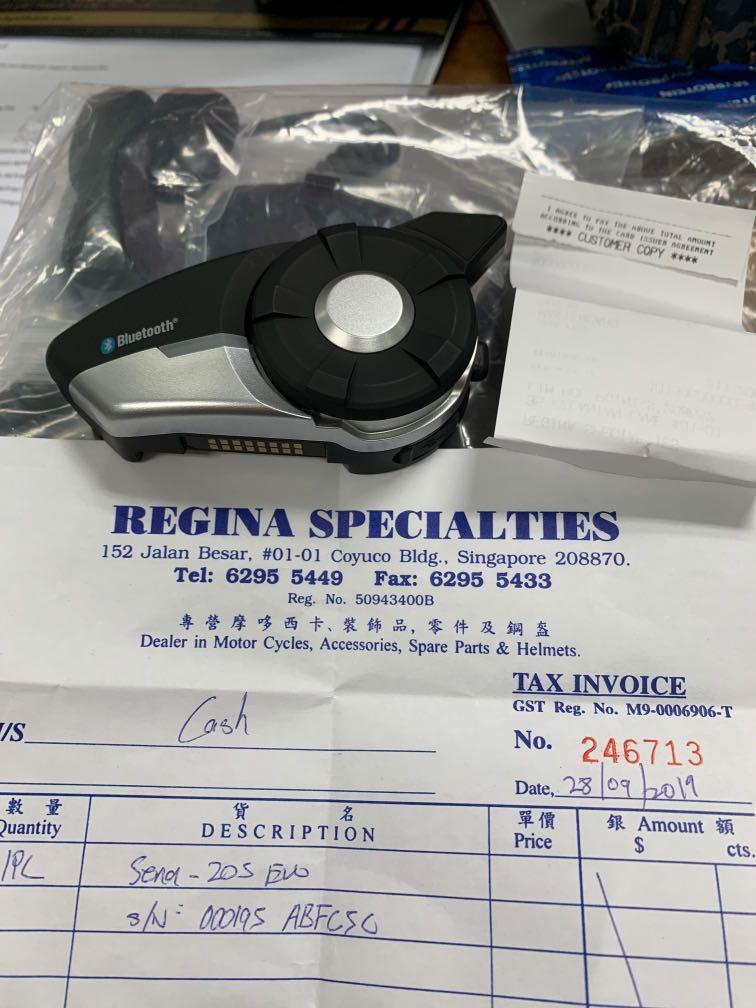 I AGREE TO PAY THE ABOVE TOTAL AMOUNT
ACCORDING TO THE CARD ISSUER AGREEMENT
**** CUSTOMER COPY ****
Bluetooth®
REGINA SPECIALTIES
152 Jalan Besar, #01-01 Coyuco Bldg., Singapore 208870.
Tel: 6295 5449 Fax: 6295 5433
Reg. No. 50943400B
專營摩哆西卡、裝飾品,零件及鋼盔
Dealer in Motor Cycles, Accessories, Spare Parts & Helmets.
TAX INVOICE
GST Reg. No. M9-0006906-T
/S Cash
No. 246713
Date, 28/09/2019
數量 貨名 單價 銀 Amount 額
Quantity DESCRIPTION Price $ cts.
1PC Sena - 20S Evo
S/N: 000195 ABFC5C